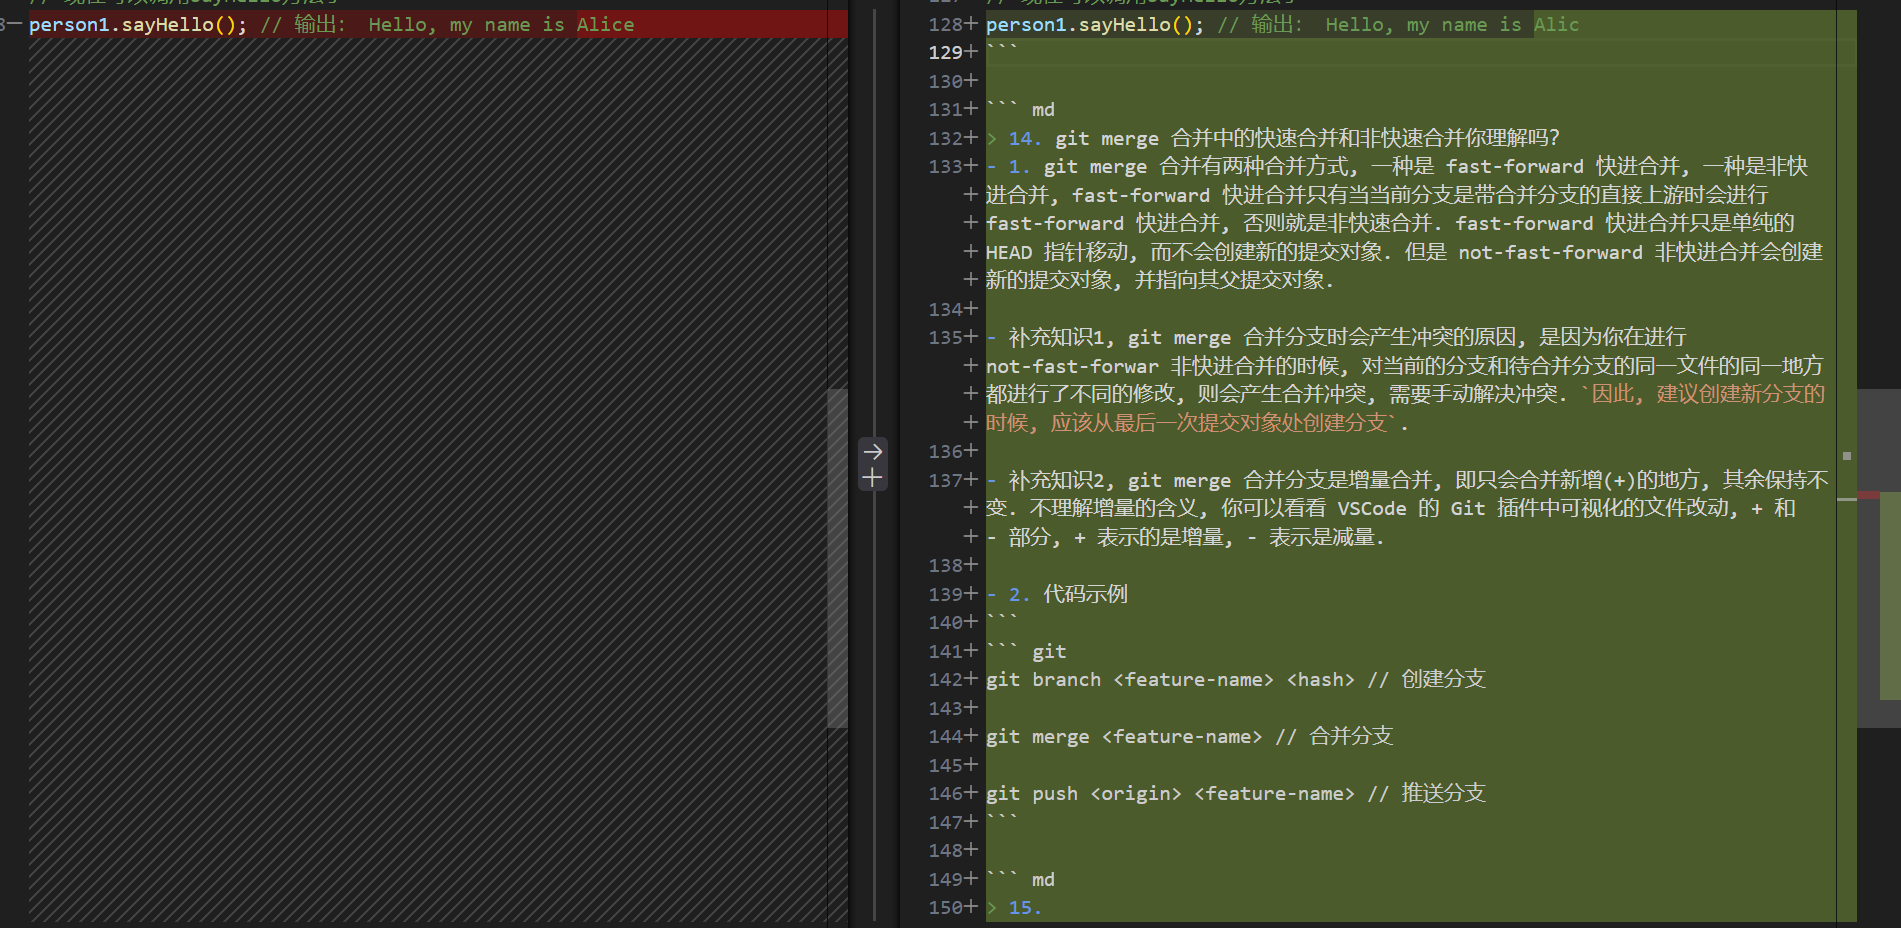 person1.sayHello(); // 输出: Hello, my name is Alice
128+ person1.sayHello(); // 输出: Hello, my name is Alic
129+ ```
130+
131+ ``` md
132+ > 14. git merge 合并中的快速合并和非快速合并你理解吗?
133+ - 1. git merge 合并有两种合并方式, 一种是 fast-forward 快进合并, 一种是非快
+ 进合并, fast-forward 快进合并只有当当前分支是带合并分支的直接上游时会进行
+ fast-forward 快进合并, 否则就是非快速合并. fast-forward 快进合并只是单纯的
+ HEAD 指针移动, 而不会创建新的提交对象. 但是 not-fast-forward 非快进合并会创建
+ 新的提交对象, 并指向其父提交对象.
134+
135+ - 补充知识1, git merge 合并分支时会产生冲突的原因, 是因为你在进行
+ not-fast-forwar 非快进合并的时候, 对当前的分支和待合并分支的同一文件的同一地方
+ 都进行了不同的修改, 则会产生合并冲突, 需要手动解决冲突. `因此, 建议创建新分支的
+ 时候, 应该从最后一次提交对象处创建分支`.
136+
137+ - 补充知识2, git merge 合并分支是增量合并, 即只会合并新增(+)的地方, 其余保持不
+ 变. 不理解增量的含义, 你可以看看 VSCode 的 Git 插件中可视化的文件改动, + 和
+ - 部分, + 表示的是增量, - 表示是减量.
138+
139+ - 2. 代码示例
140+ ```
141+ ``` git
142+ git branch <feature-name> <hash> // 创建分支
143+
144+ git merge <feature-name> // 合并分支
145+
146+ git push <origin> <feature-name> // 推送分支
147+ ```
148+
149+ ``` md
150+ > 15.